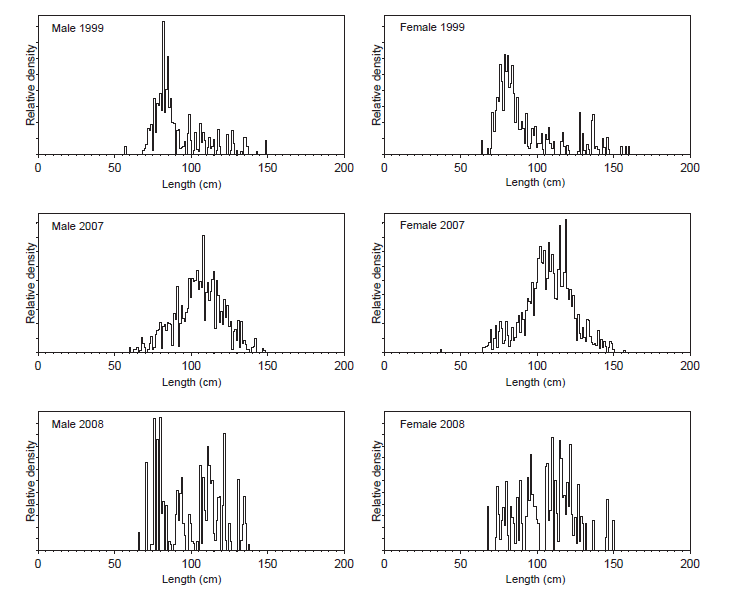 Male 1999
Female 1999
Relative density
Relative density
0 50 100 150 200
0 50 100 150 200
Length (cm)
Length (cm)
Male 2007
Female 2007
Relative density
Relative density
0 50 100 150 200
0 50 100 150 200
Length (cm)
Length (cm)
Male 2008
Female 2008
Relative density
Relative density
0 50 100 150 200
0 50 100 150 200
Length (cm)
Length (cm)